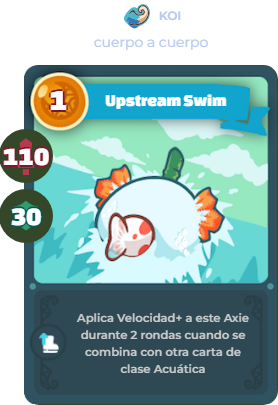 KOI
cuerpo a cuerpo
1
Upstream Swim
110
30
Aplica Velocidad+ a este Axie
durante 2 rondas cuando se
combina con otra carta de
clase Acuática